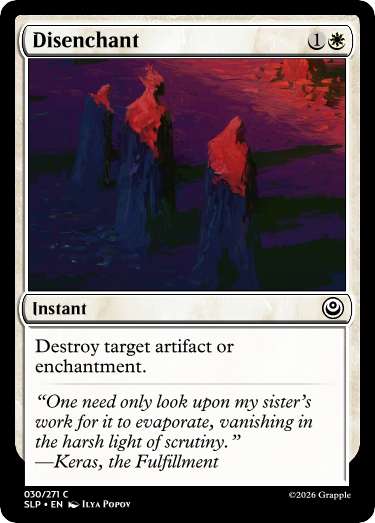 Disenchant 1
Instant
Destroy target artifact or
enchantment.
“One need only look upon my sister’s
work for it to evaporate, vanishing in
the harsh light of scrutiny.”
—Keras, the Fulfillment
030/271 C
SLP • EN Ilya Popov
©2026 Grapple